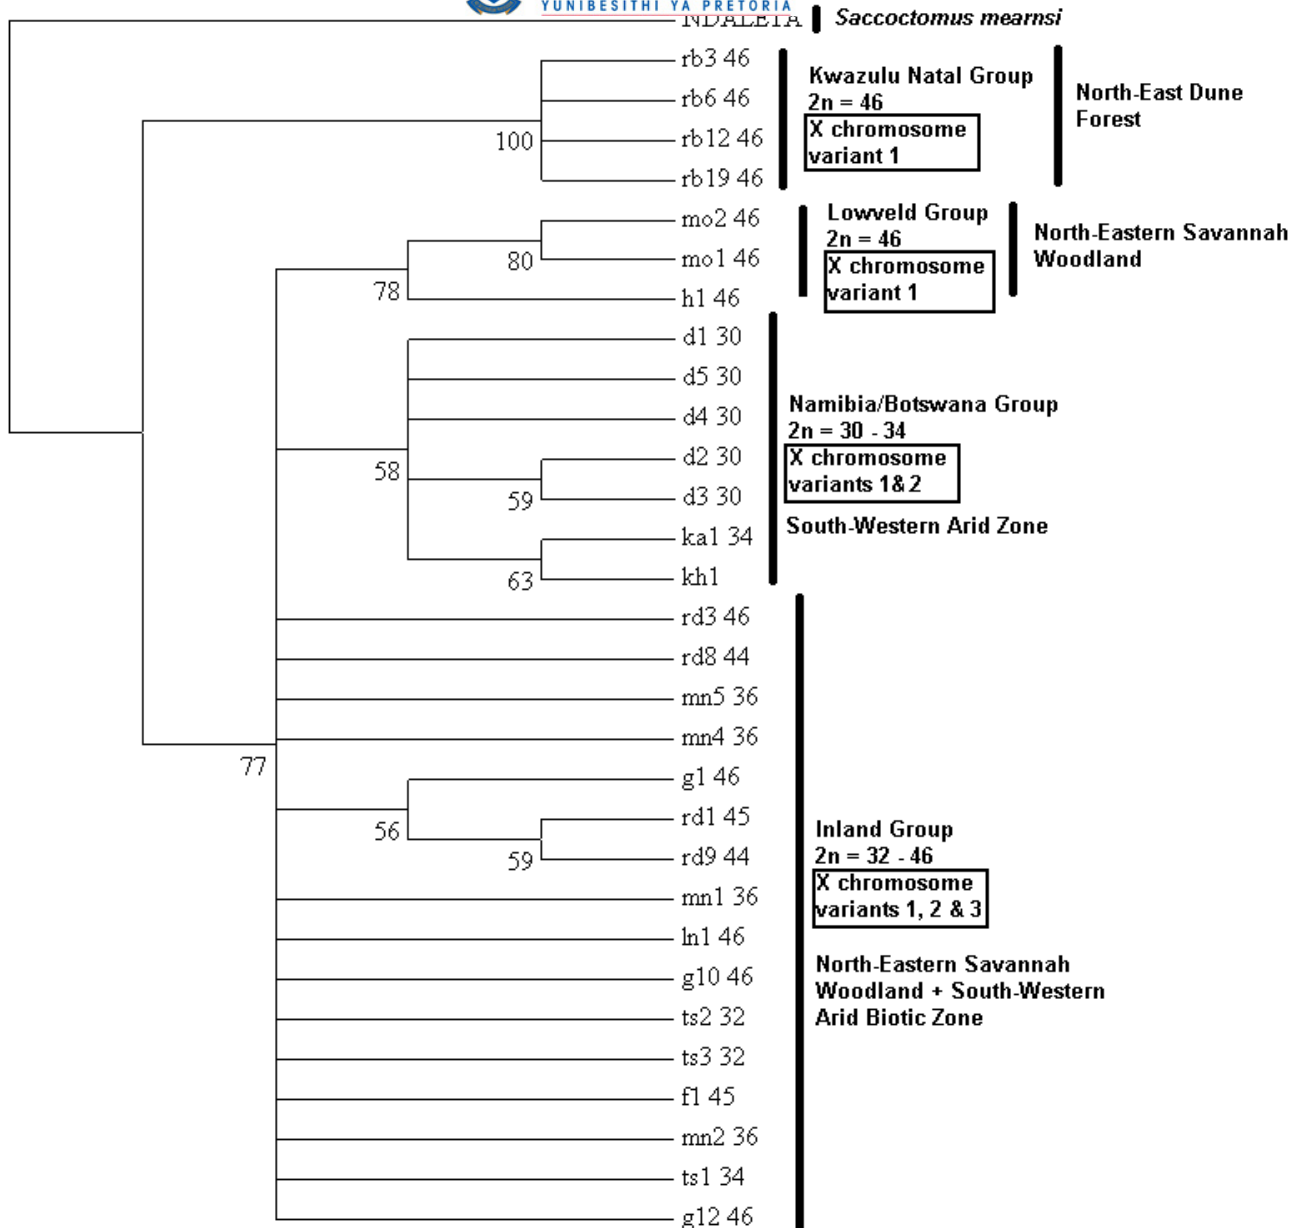 YUNIBESITHI YA PRETORIA
NDALETA
Saccoctomus mearnsi
rb3 46
rb6 46
rb12 46
rb19 46
100
Kwazulu Natal Group
2n = 46
X chromosome
variant 1
North-East Dune
Forest
mo2 46
mo1 46
h1 46
80
78
Lowveld Group
2n = 46
X chromosome
variant 1
North-Eastern Savannah
Woodland
d1 30
d5 30
d4 30
d2 30
d3 30
ka1 34
kh1
58
59
63
Namibia/Botswana Group
2n = 30 - 34
X chromosome
variants 1&2
South-Western Arid Zone
rd3 46
rd8 44
mn5 36
mn4 36
77
g1 46
rd1 45
rd9 44
56
59
mn1 36
ln1 46
g10 46
ts2 32
ts3 32
f1 45
mn2 36
ts1 34
g12 46
Inland Group
2n = 32 - 46
X chromosome
variants 1, 2 & 3
North-Eastern Savannah
Woodland + South-Western
Arid Biotic Zone